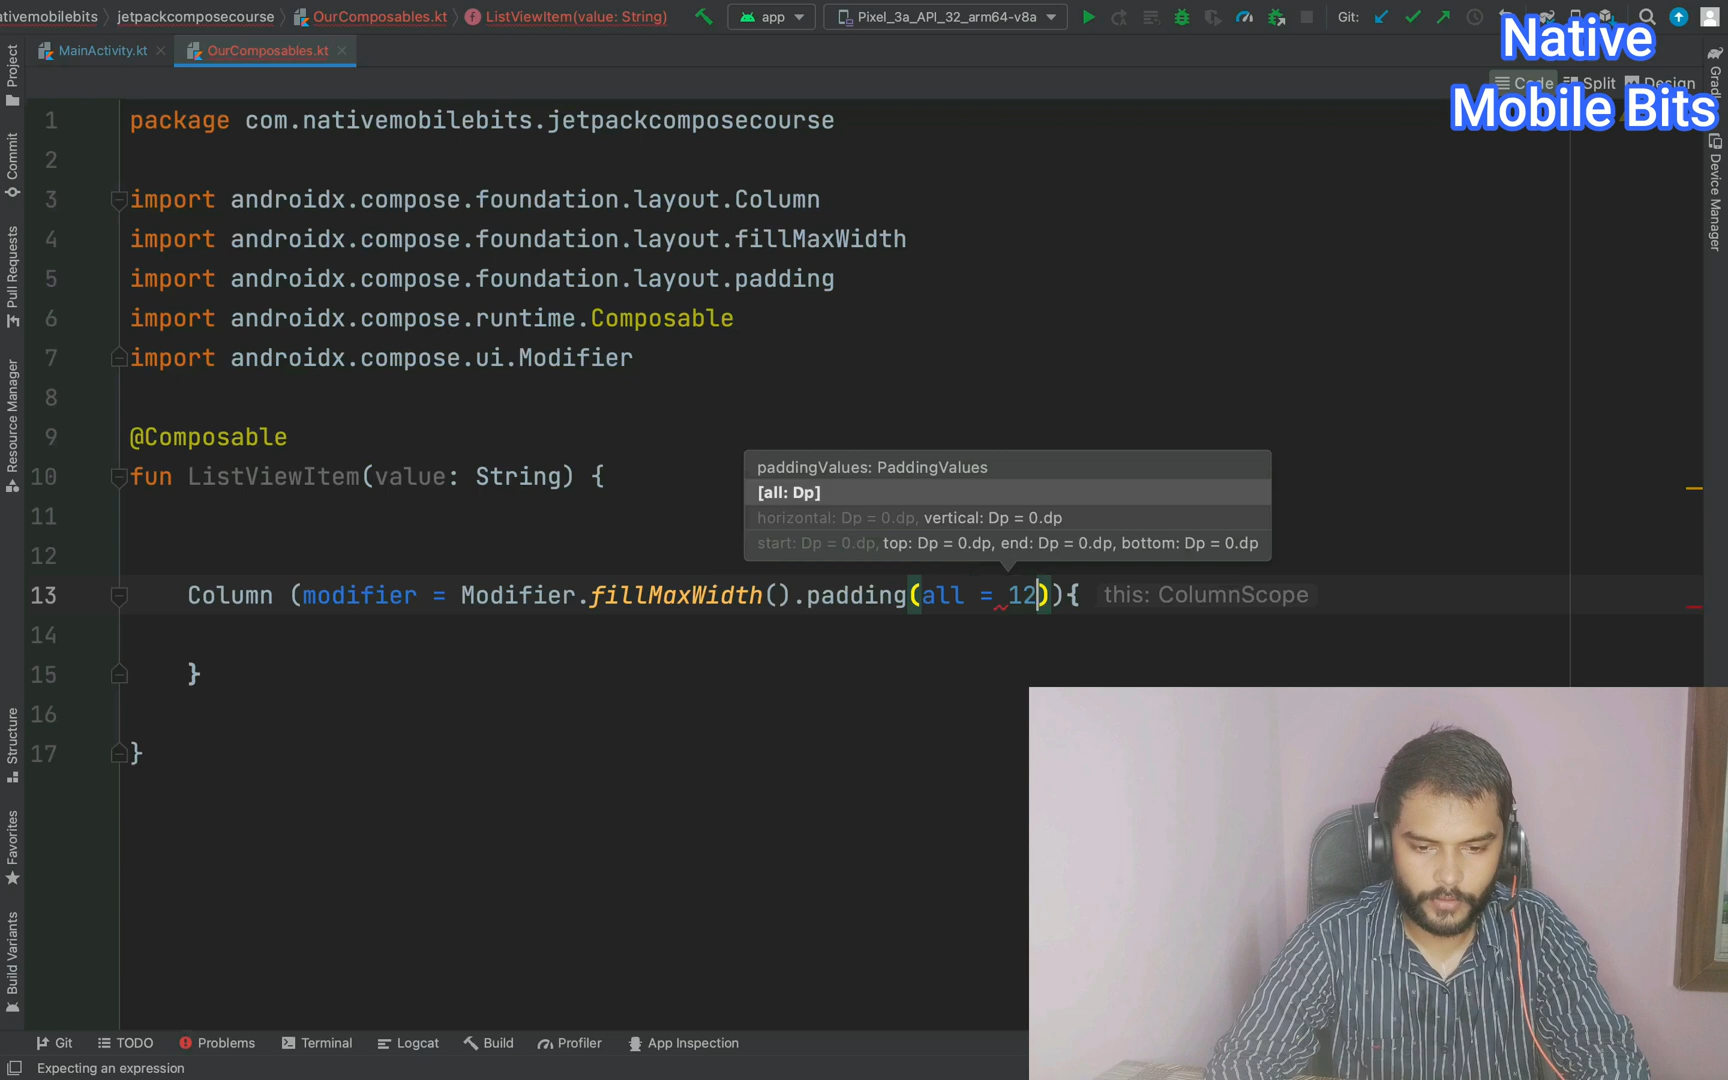 ativemobilebits
jetpackcomposecourse
OurComposables.kt
ListViewItem(value: String)
app
Pixel_3a_API_32_arm64-v8a
Git:
MainActivity.kt
OurComposables.kt
Native
Mobile Bits
Code
Split
Design
Project
Commit
Pull Requests
Resource Manager
Structure
Favorites
Build Variants
Device Manager
1 package com.nativemobilebits.jetpackcomposecourse
2
3 import androidx.compose.foundation.layout.Column
4 import androidx.compose.foundation.layout.fillMaxWidth
5 import androidx.compose.foundation.layout.padding
6 import androidx.compose.runtime.Composable
7 import androidx.compose.ui.Modifier
8
9 @Composable
10 fun ListViewItem(value: String) {
11
12
paddingValues: PaddingValues
[all: Dp]
horizontal: Dp = 0.dp, vertical: Dp = 0.dp
start: Dp = 0.dp, top: Dp = 0.dp, end: Dp = 0.dp, bottom: Dp = 0.dp
13 Column (modifier = Modifier.fillMaxWidth().padding(all = 12)){ this: ColumnScope
14
15 }
16
17 }
Git
TODO
Problems
Terminal
Logcat
Build
Profiler
App Inspection
Expecting an expression